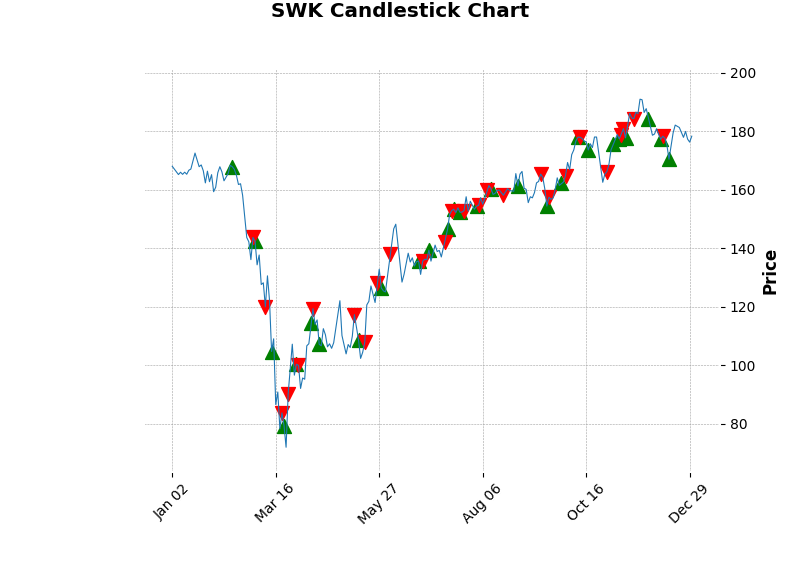 SWK Candlestick Chart
200
180
160
140
120
100
80
Price
Jan 02
Mar 16
May 27
Aug 06
Oct 16
Dec 29